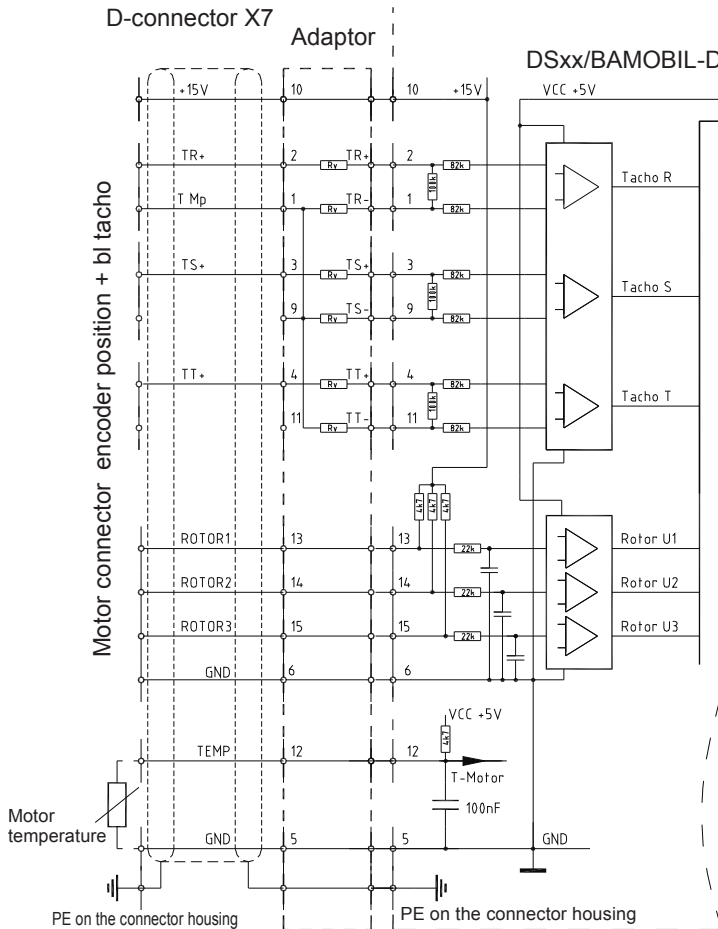 D-connector X7
Adaptor
DSxx/BAMOBIL-D
+15V 10 10 +15V VCC +5V
TR+ 2 Rv TR+ 2 82k
100k Tacho R
T Mp 1 Rv TR- 1 82k
TS+ 3 Rv TS+ 3 82k
100k Tacho S
9 Rv TS- 9 82k
TT+ 4 Rv TT+ 4 82k
100k Tacho T
11 Rv TT- 11 82k
4k7 4k7 4k7
ROTOR1 13 13 22k Rotor U1
ROTOR2 14 14 22k Rotor U2
ROTOR3 15 15 22k Rotor U3
GND 6 6
VCC +5V
4k7
TEMP 12 12
T-Motor
100nF
GND 5 5 GND
Motor connector encoder position + bl tacho
Motor
temperature
PE on the connector housing
PE on the connector housing